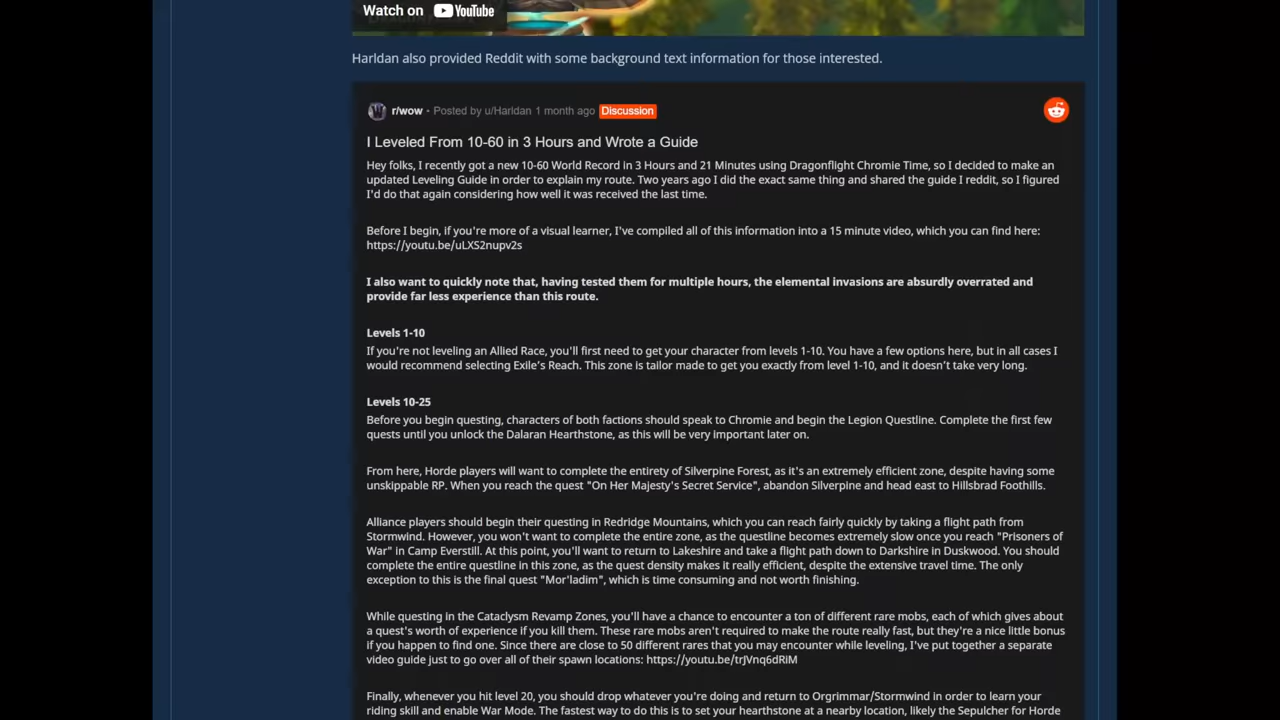 Watch on YouTube
Harldan also provided Reddit with some background text information for those interested.
r/wow · Posted by u/Harldan 1 month ago Discussion
I Leveled From 10-60 in 3 Hours and Wrote a Guide
Hey folks, I recently got a new 10-60 World Record in 3 Hours and 21 Minutes using Dragonflight Chromie Time, so I decided to make an
updated Leveling Guide in order to explain my route. Two years ago I did the exact same thing and shared the guide I reddit, so I figured
I'd do that again considering how well it was received the last time.
Before I begin, if you're more of a visual learner, I've compiled all of this information into a 15 minute video, which you can find here:
https://youtu.be/uLXS2nupv2s
I also want to quickly note that, having tested them for multiple hours, the elemental invasions are absurdly overrated and
provide far less experience than this route.
Levels 1-10
If you're not leveling an Allied Race, you'll first need to get your character from levels 1-10. You have a few options here, but in all cases I
would recommend selecting Exile's Reach. This zone is tailor made to get you exactly from level 1-10, and it doesn't take very long.
Levels 10-25
Before you begin questing, characters of both factions should speak to Chromie and begin the Legion Questline. Complete the first few
quests until you unlock the Dalaran Hearthstone, as this will be very important later on.
From here, Horde players will want to complete the entirety of Silverpine Forest, as it's an extremely efficient zone, despite having some
unskippable RP. When you reach the quest "On Her Majesty's Secret Service", abandon Silverpine and head east to Hillsbrad Foothills.
Alliance players should begin their questing in Redridge Mountains, which you can reach fairly quickly by taking a flight path from
Stormwind. However, you won't want to complete the entire zone, as the questline becomes extremely slow once you reach "Prisoners of
War" in Camp Everstill. At this point, you'll want to return to Lakeshire and take a flight path down to Darkshire in Duskwood. You should
complete the entire questline in this zone, as the quest density makes it really efficient, despite the extensive travel time. The only
exception to this is the final quest "Mor'ladim", which is time consuming and not worth finishing.
While questing in the Cataclysm Revamp Zones, you'll have a chance to encounter a ton of different rare mobs, each of which gives about
a quest's worth of experience if you kill them. These rare mobs aren't required to make the route really fast, but they're a nice little bonus
if you happen to find one. Since there are close to 50 different rares that you may encounter while leveling, I've put together a separate
video guide just to go over all of their spawn locations: https://youtu.be/trJVnq6dRiM
Finally, whenever you hit level 20, you should drop whatever you're doing and return to Orgrimmar/Stormwind in order to learn your
riding skill and enable War Mode. The fastest way to do this is to set your hearthstone at a nearby location, likely the Sepulcher for Horde